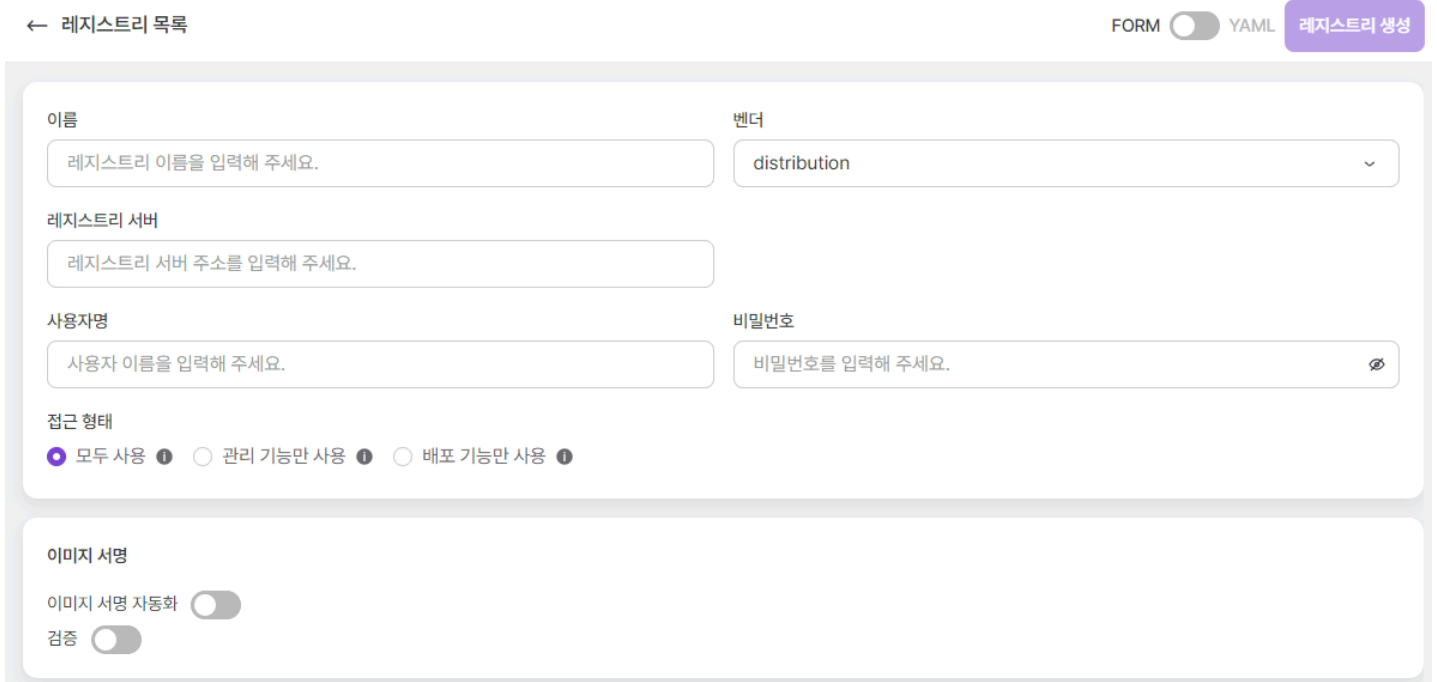 ← 레지스트리 목록
FORM YAML 레지스트리 생성
이름
레지스트리 이름을 입력해 주세요.
벤더
distribution
레지스트리 서버
레지스트리 서버 주소를 입력해 주세요.
사용자명
사용자 이름을 입력해 주세요.
비밀번호
비밀번호를 입력해 주세요.
접근 형태
모두 사용 관리 기능만 사용 배포 기능만 사용
이미지 서명
이미지 서명 자동화
검증